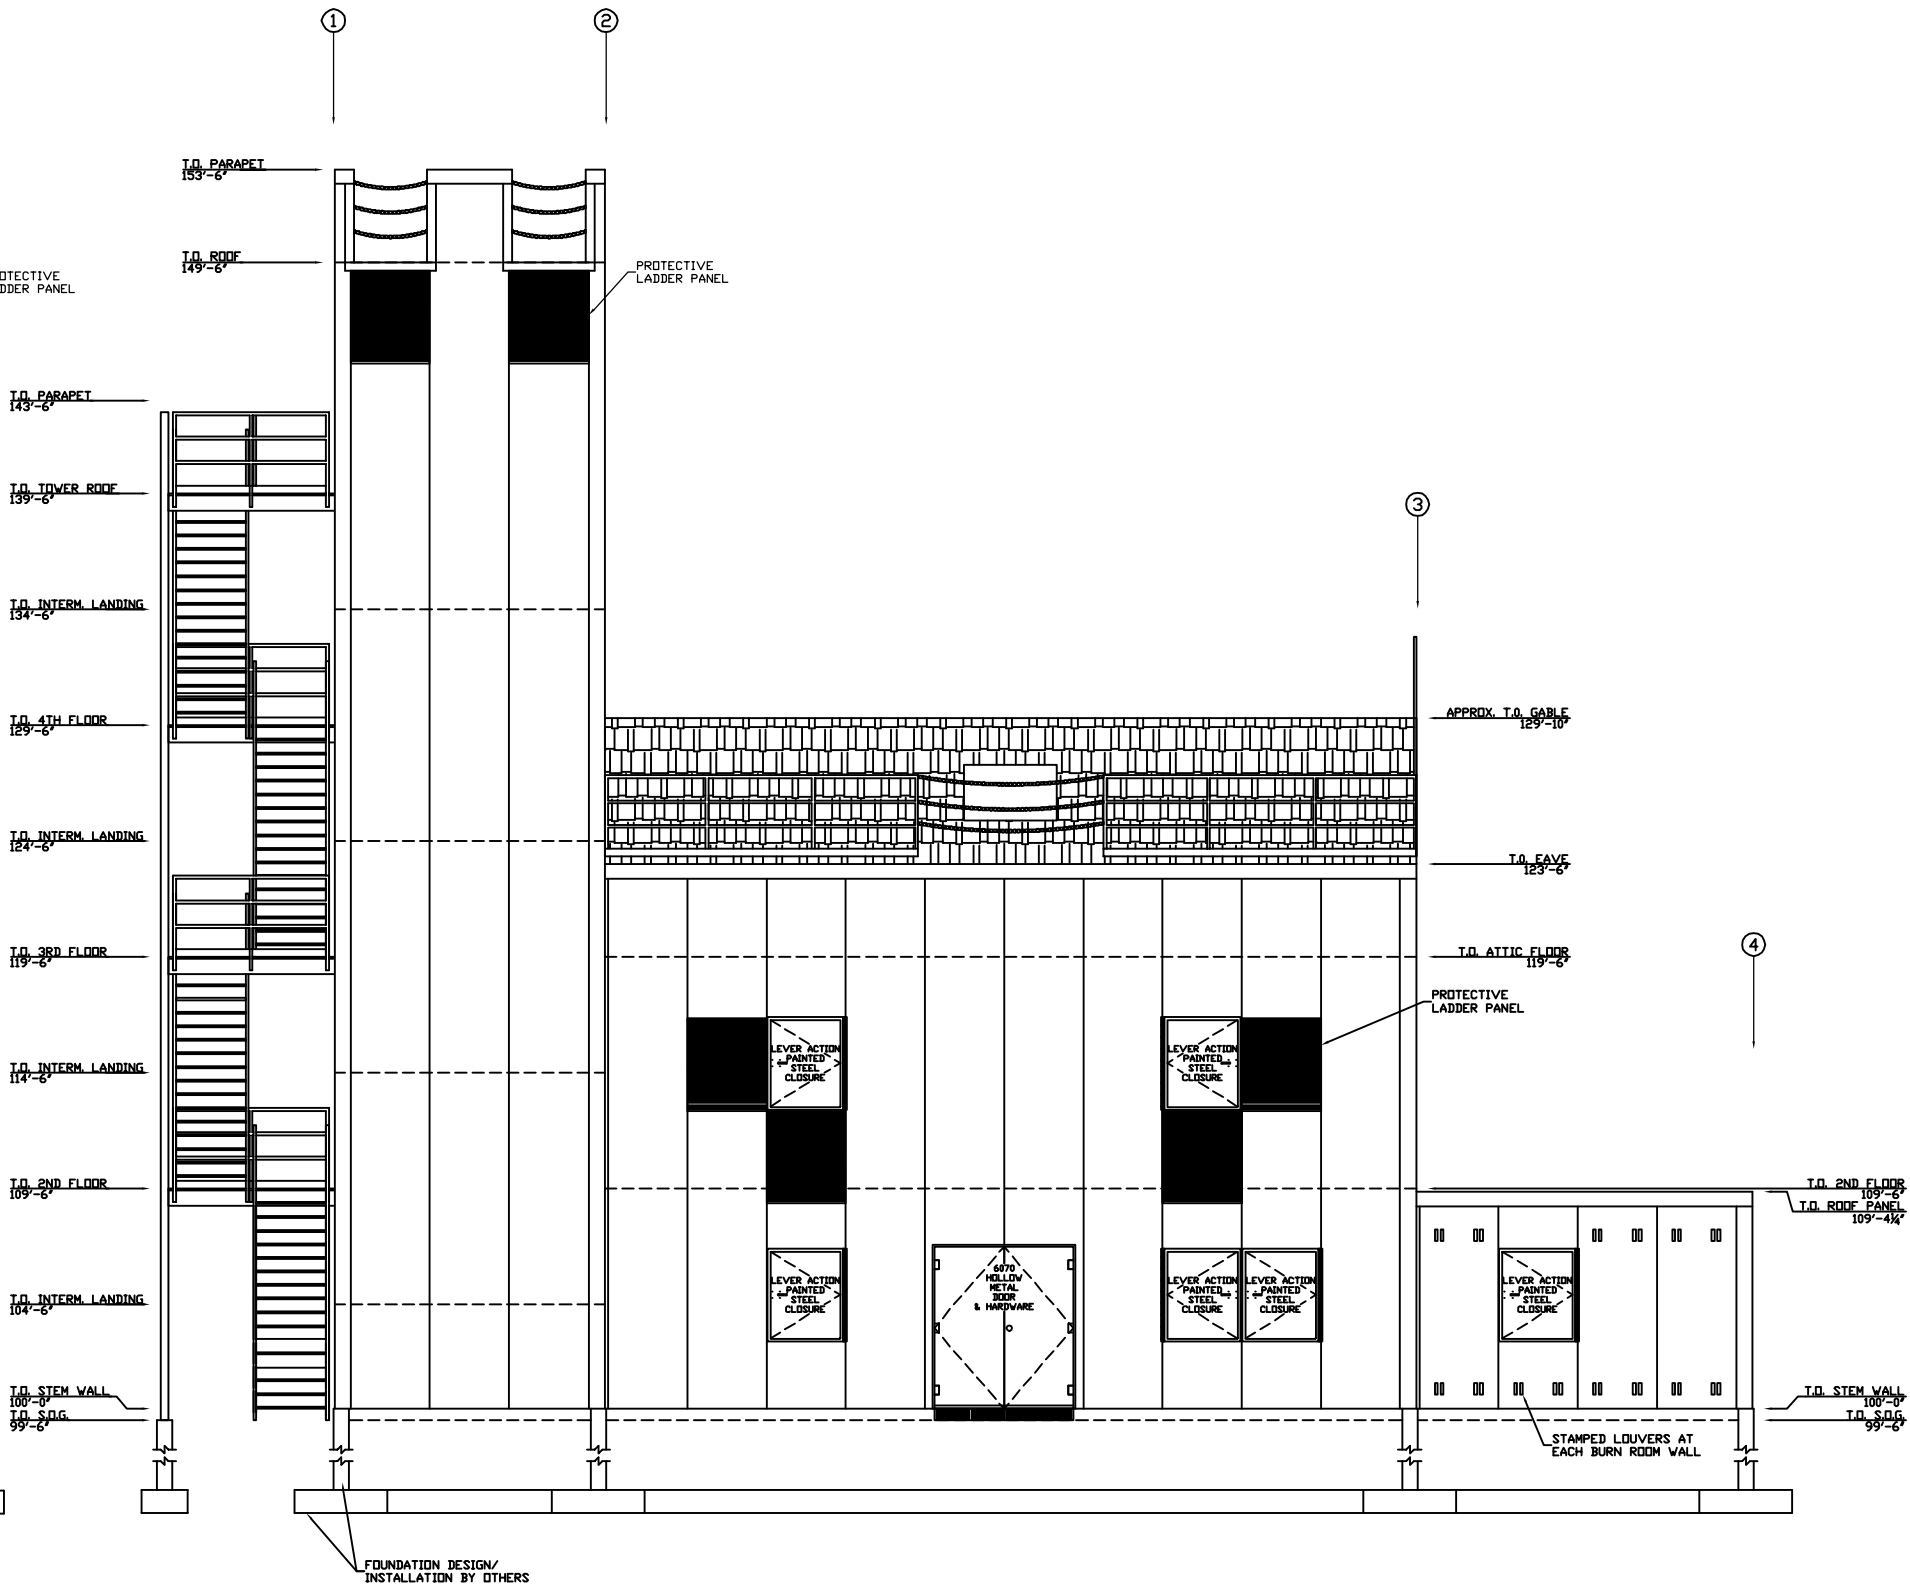 1
2
T.O. PARAPET
153'-6"
T.O. ROOF
149'-6"
PROTECTIVE
LADDER PANEL
OTECTIVE
DDER PANEL
T.O. PARAPET
143'-6"
T.O. TOWER ROOF
139'-6"
3
T.O. INTERM. LANDING
134'-6"
T.O. 4TH FLOOR
129'-6"
APPROX. T.O. GABLE
129'-10"
T.O. INTERM. LANDING
124'-6"
T.O. EAVE
123'-6"
4
T.O. 3RD FLOOR
119'-6"
T.O. ATTIC FLOOR
119'-6"
PROTECTIVE
LADDER PANEL
LEVER ACTION
PAINTED
STEEL
CLOSURE
LEVER ACTION
PAINTED
STEEL
CLOSURE
T.O. INTERM. LANDING
114'-6"
T.O. 2ND FLOOR
109'-6"
T.O. 2ND FLOOR
109'-6"
T.O. ROOF PANEL
109'-4¼"
LEVER ACTION
PAINTED
STEEL
CLOSURE
6070
HOLLOW
METAL
DOOR
& HARDWARE
LEVER ACTION
PAINTED
STEEL
CLOSURE
LEVER ACTION
PAINTED
STEEL
CLOSURE
LEVER ACTION
PAINTED
STEEL
CLOSURE
T.O. INTERM. LANDING
104'-6"
T.O. STEM WALL
100'-0"
T.O. S.O.G.
99'-6"
T.O. STEM WALL
100'-0"
T.O. S.O.G.
99'-6"
STAMPED LOUVERS AT
EACH BURN ROOM WALL
FOUNDATION DESIGN/
INSTALLATION BY OTHERS